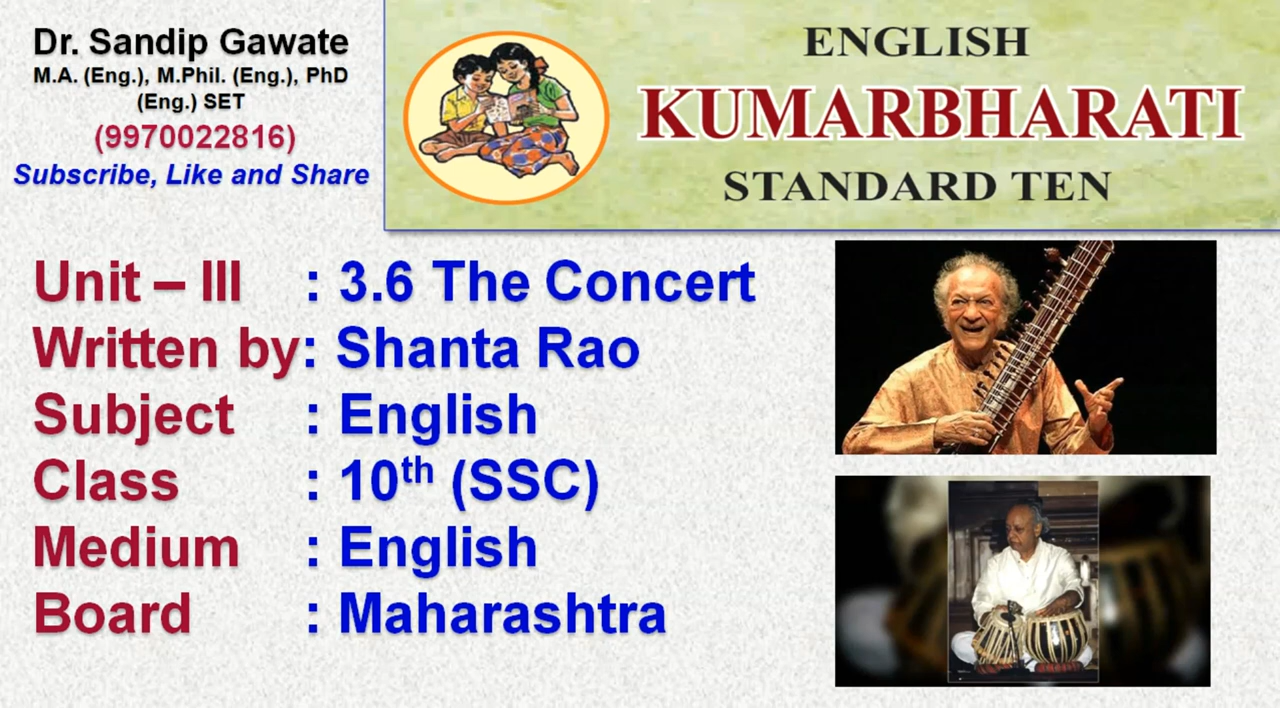 Dr. Sandip Gawate
M.A. (Eng.), M.Phil. (Eng.), PhD
(Eng.) SET
(9970022816)
Subscribe, Like and Share
ENGLISH
KUMARBHARATI
STANDARD TEN
Unit – III : 3.6 The Concert
Written by: Shanta Rao
Subject : English
Class : 10th (SSC)
Medium : English
Board : Maharashtra